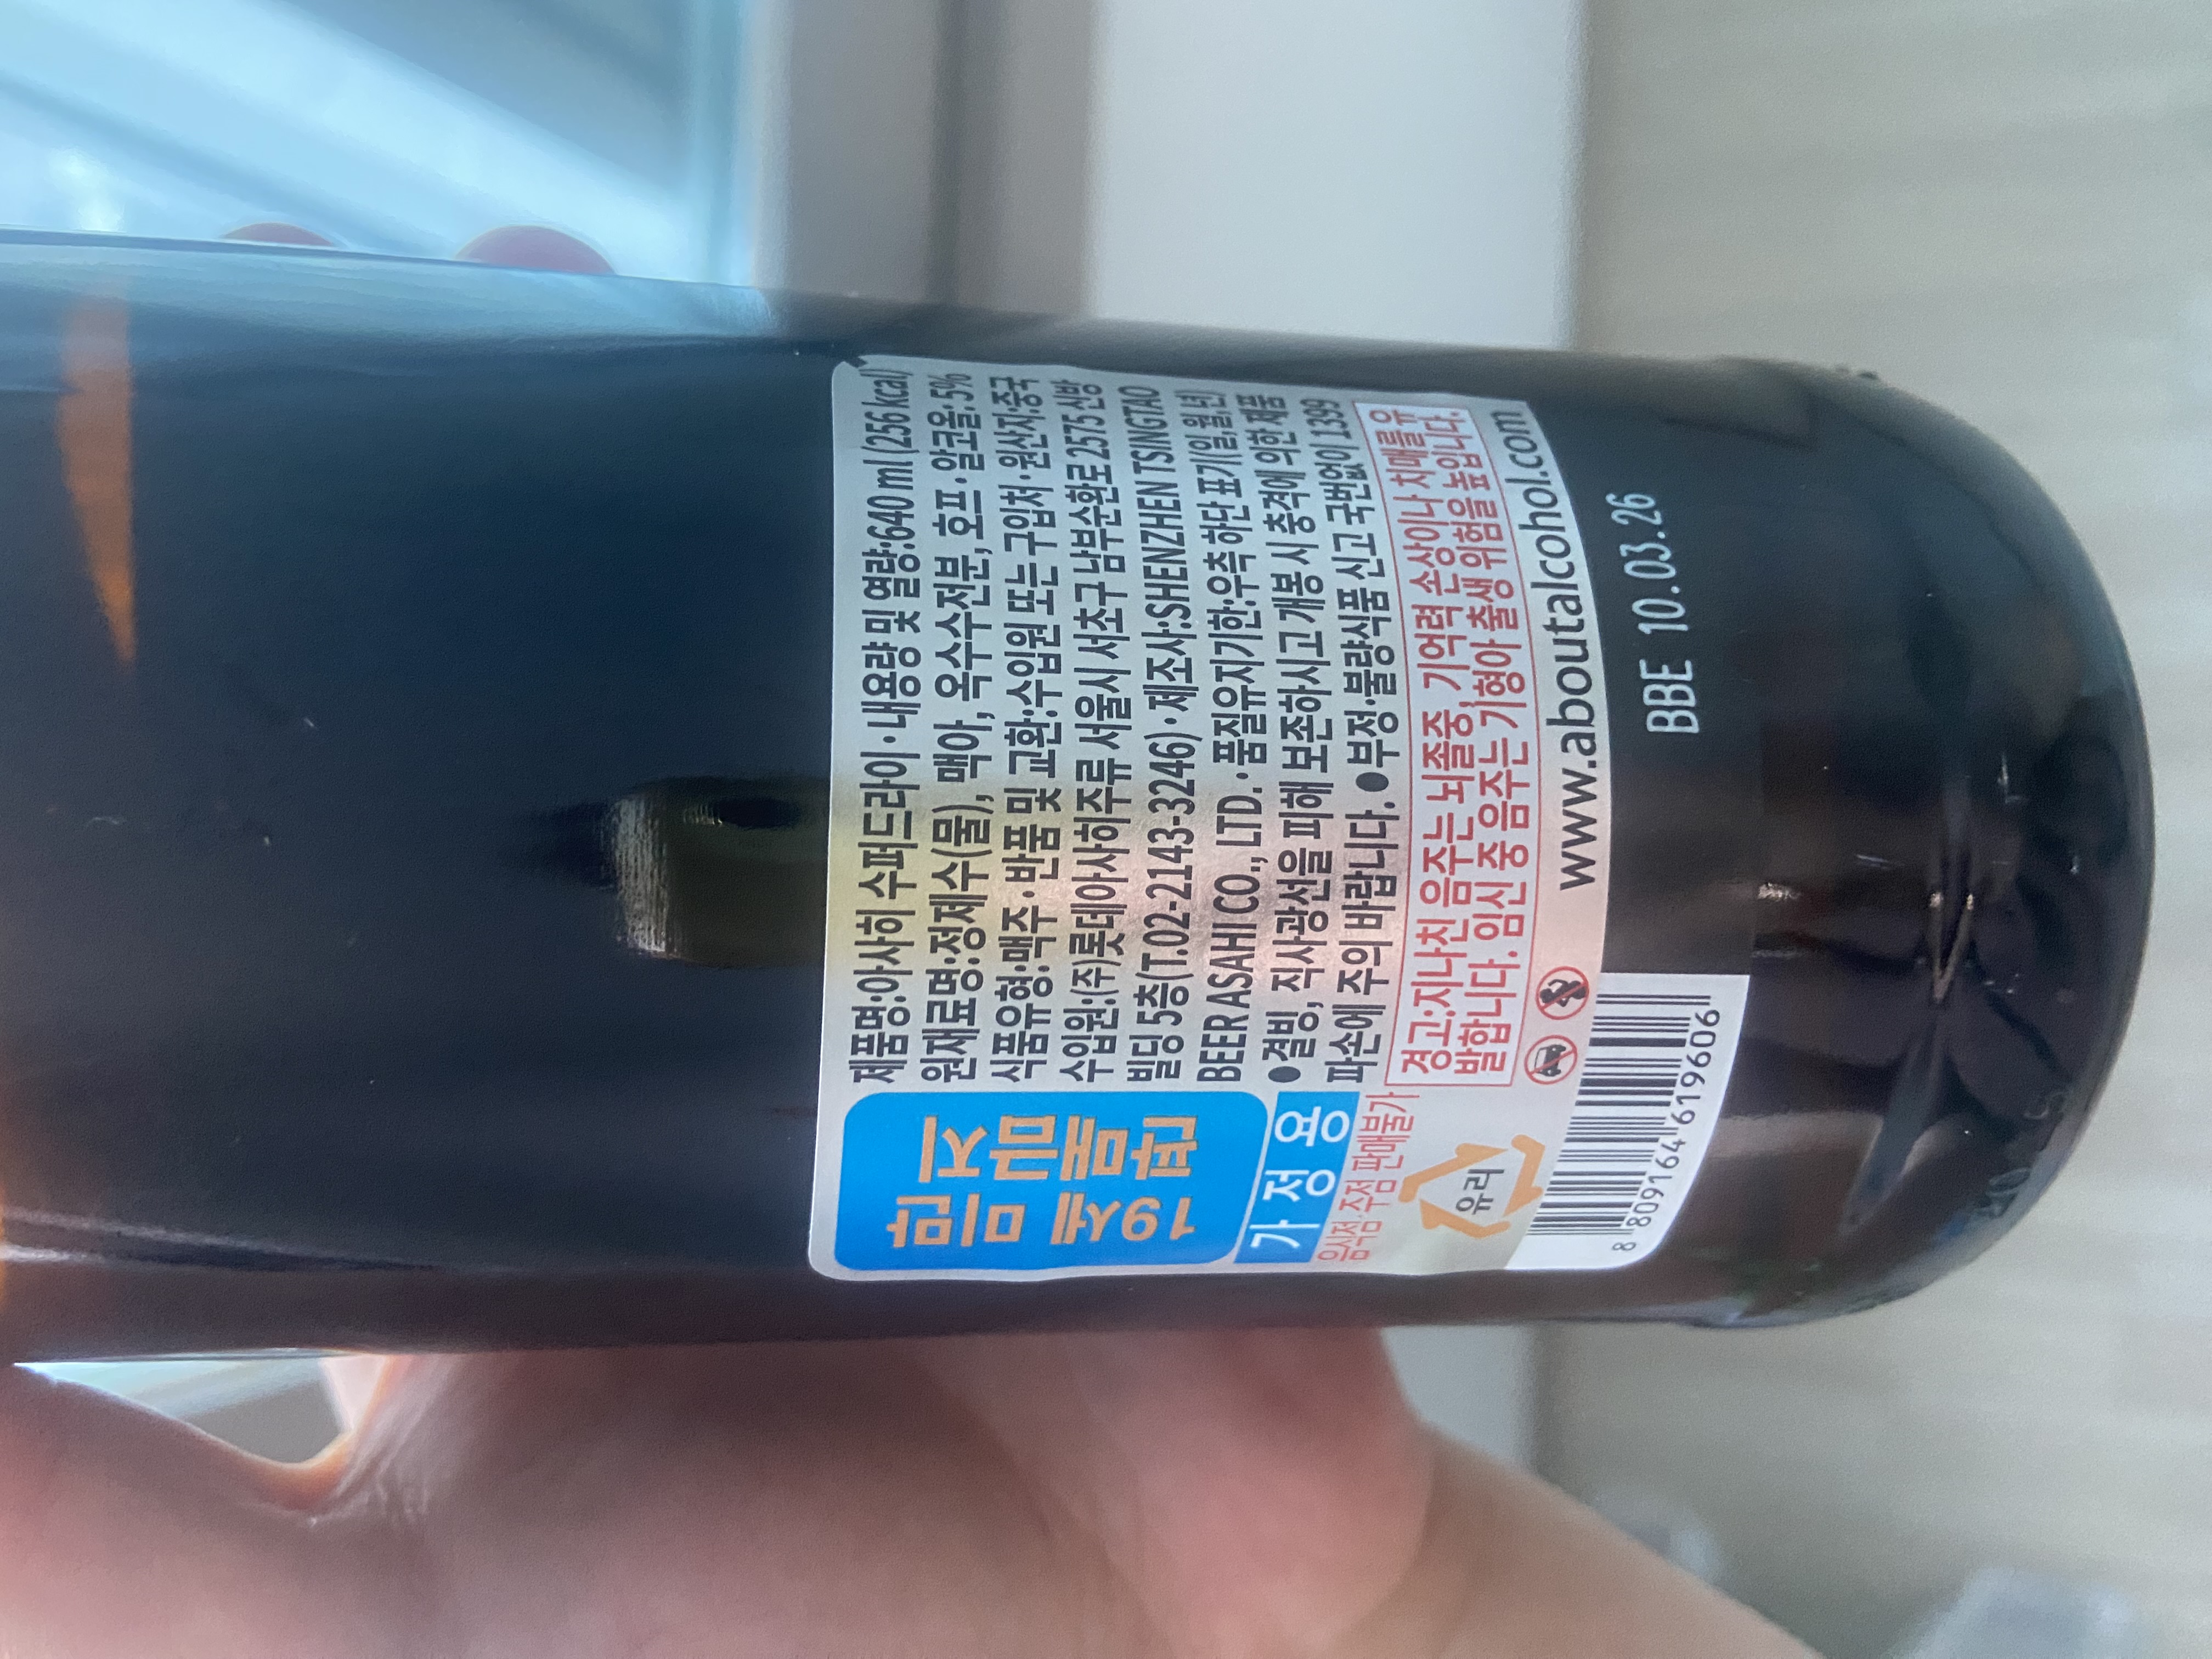 제품명:아사히 수퍼드라이 · 내용량 및 열량:640 ml (256 kcal)
원재료명:정제수(물), 맥아, 옥수수전분, 호프 · 알코올: 5%
식품유형:맥주 · 반품 및 교환:수입원 또는 구입처 · 원산지:중국
수입원:(주)롯데아사히주류 서울시 서초구 남부순환로 2575 신방
빌딩 5층(T.02-2143-3246) · 제조사:SHENZHEN TSINGTAO
BEER ASAHI CO., LTD. · 품질유지기한:우측 하단 표기(일,월,년)
●결빙, 직사광선을 피해 보존하시고 개봉 시 충격에 의한 제품
파손에 주의 바랍니다. ●부정·불량식품 신고 국번없이 1399
경고:지나친 음주는 뇌졸중, 기억력 손상이나 치매를 유
발합니다. 임신 중 음주는 기형아 출생 위험을 높입니다.
www.aboutalcohol.com
19세
미만
판매
금지
가정용
음식점·주점 판매불가
유리
8 809164 619606
BBE 10.03.26